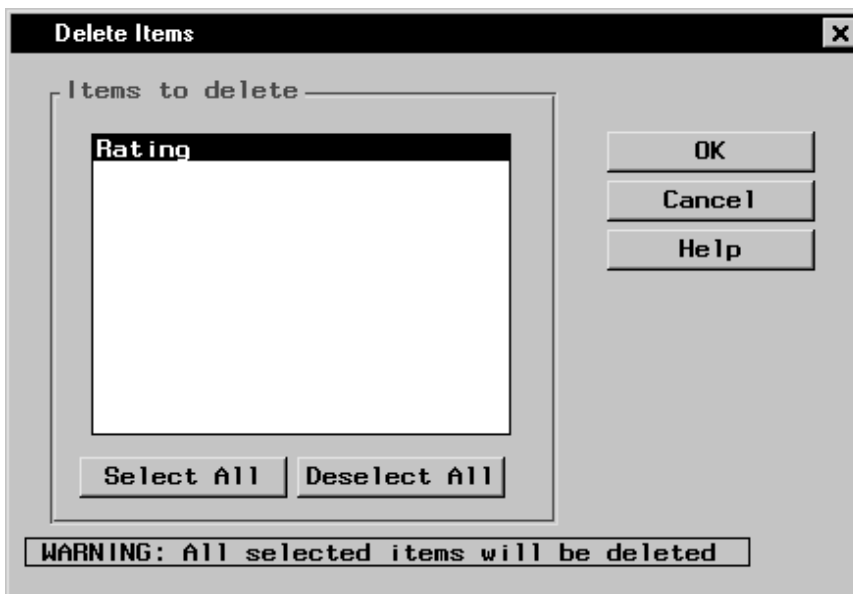 Delete Items
Items to delete
Rating
OK
Cancel
Help
Select All
Deselect All
WARNING: All selected items will be deleted